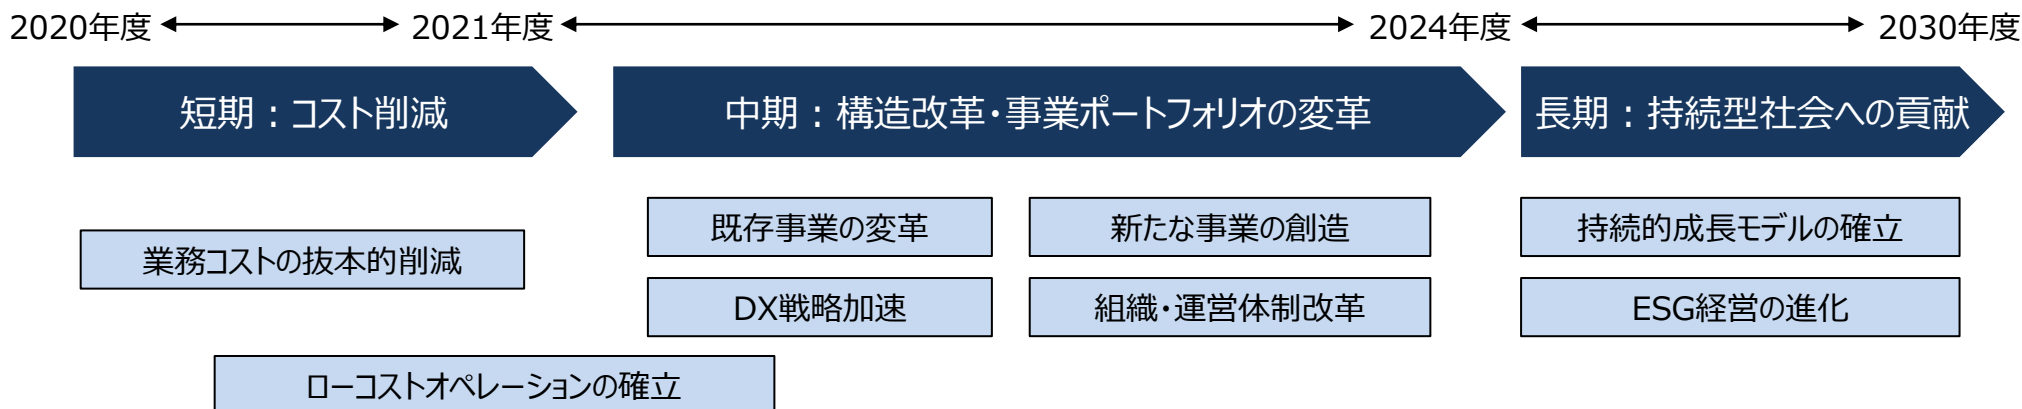 2020年度
2021年度
2024年度
2030年度
短期：コスト削減
中期：構造改革・事業ポートフォリオの変革
長期：持続型社会への貢献
業務コストの抜本的削減
既存事業の変革
新たな事業の創造
持続的成長モデルの確立
DX戦略加速
組織・運営体制改革
ESG経営の進化
ローコストオペレーションの確立